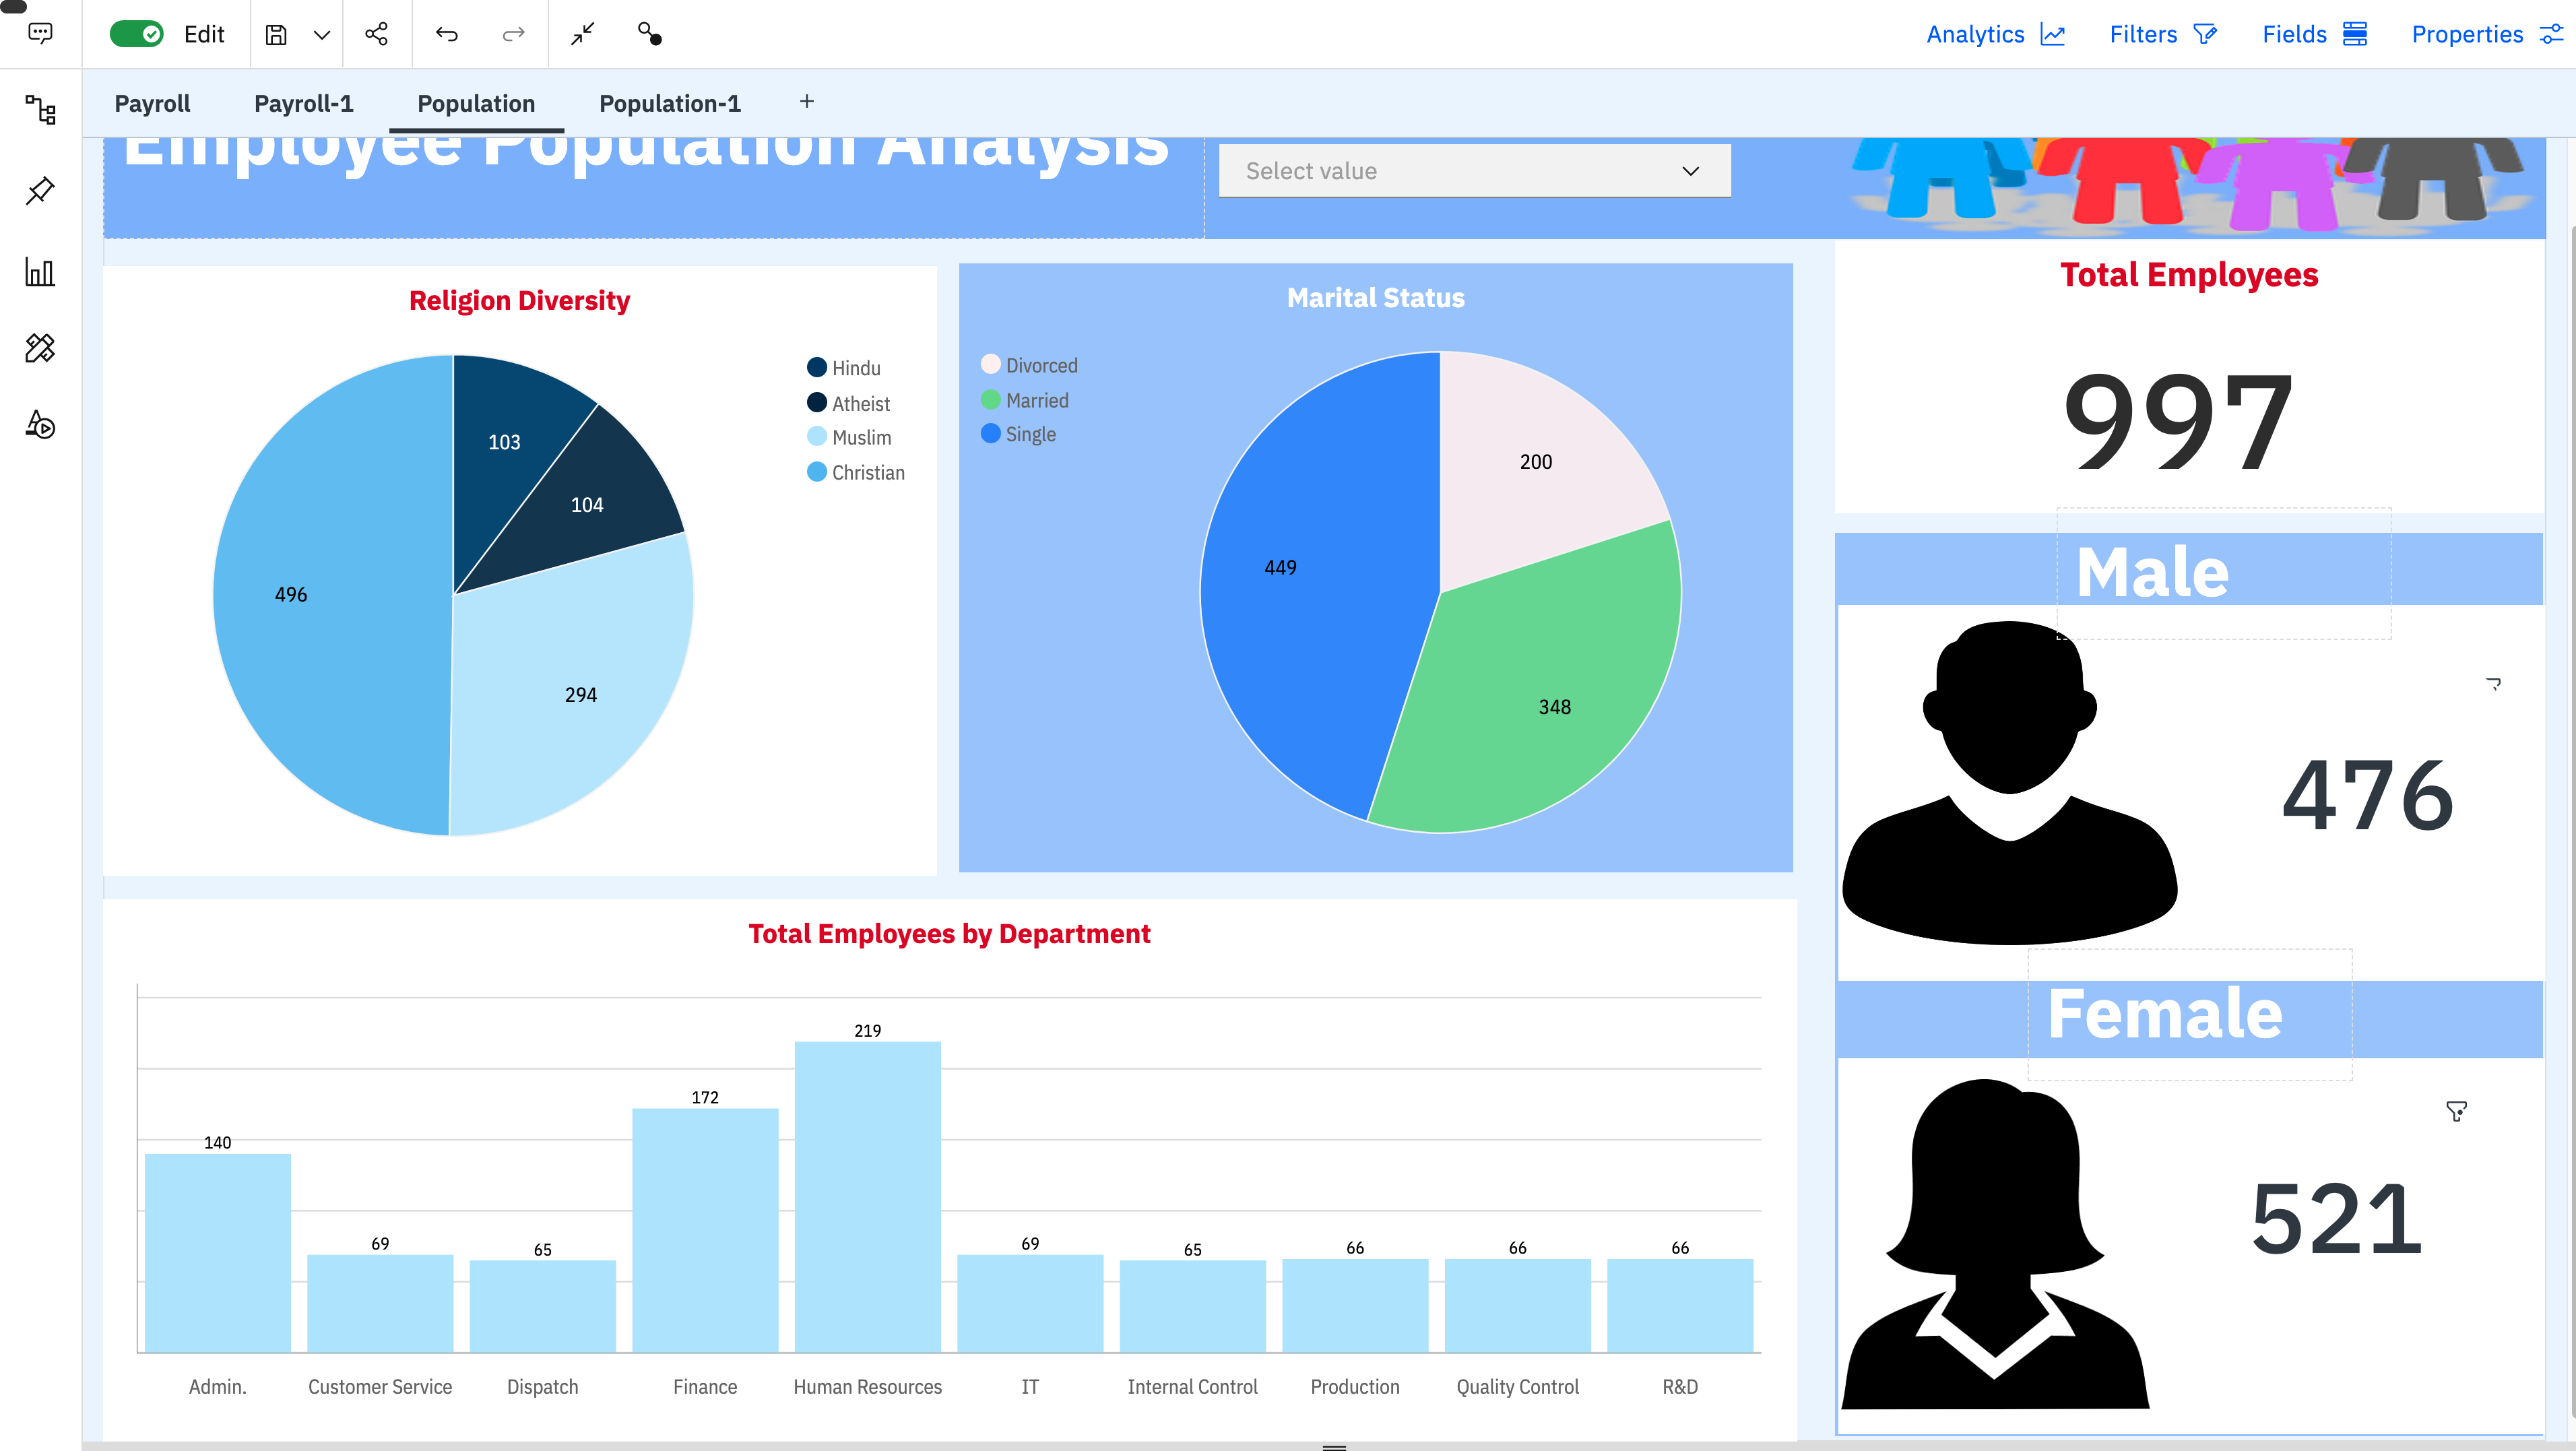 Edit
Analytics
Filters
Fields
Properties
Payroll
Payroll-1
Population
Population-1
+
Employee Population Analysis
Select value
Religion Diversity
Hindu
Atheist
Muslim
Christian
103
104
496
294
Marital Status
Divorced
Married
Single
200
449
348
Total Employees
997
Male
476
Female
521
Total Employees by Department
219
172
140
69
65
69
65
66
66
66
Admin.
Customer Service
Dispatch
Finance
Human Resources
IT
Internal Control
Production
Quality Control
R&D